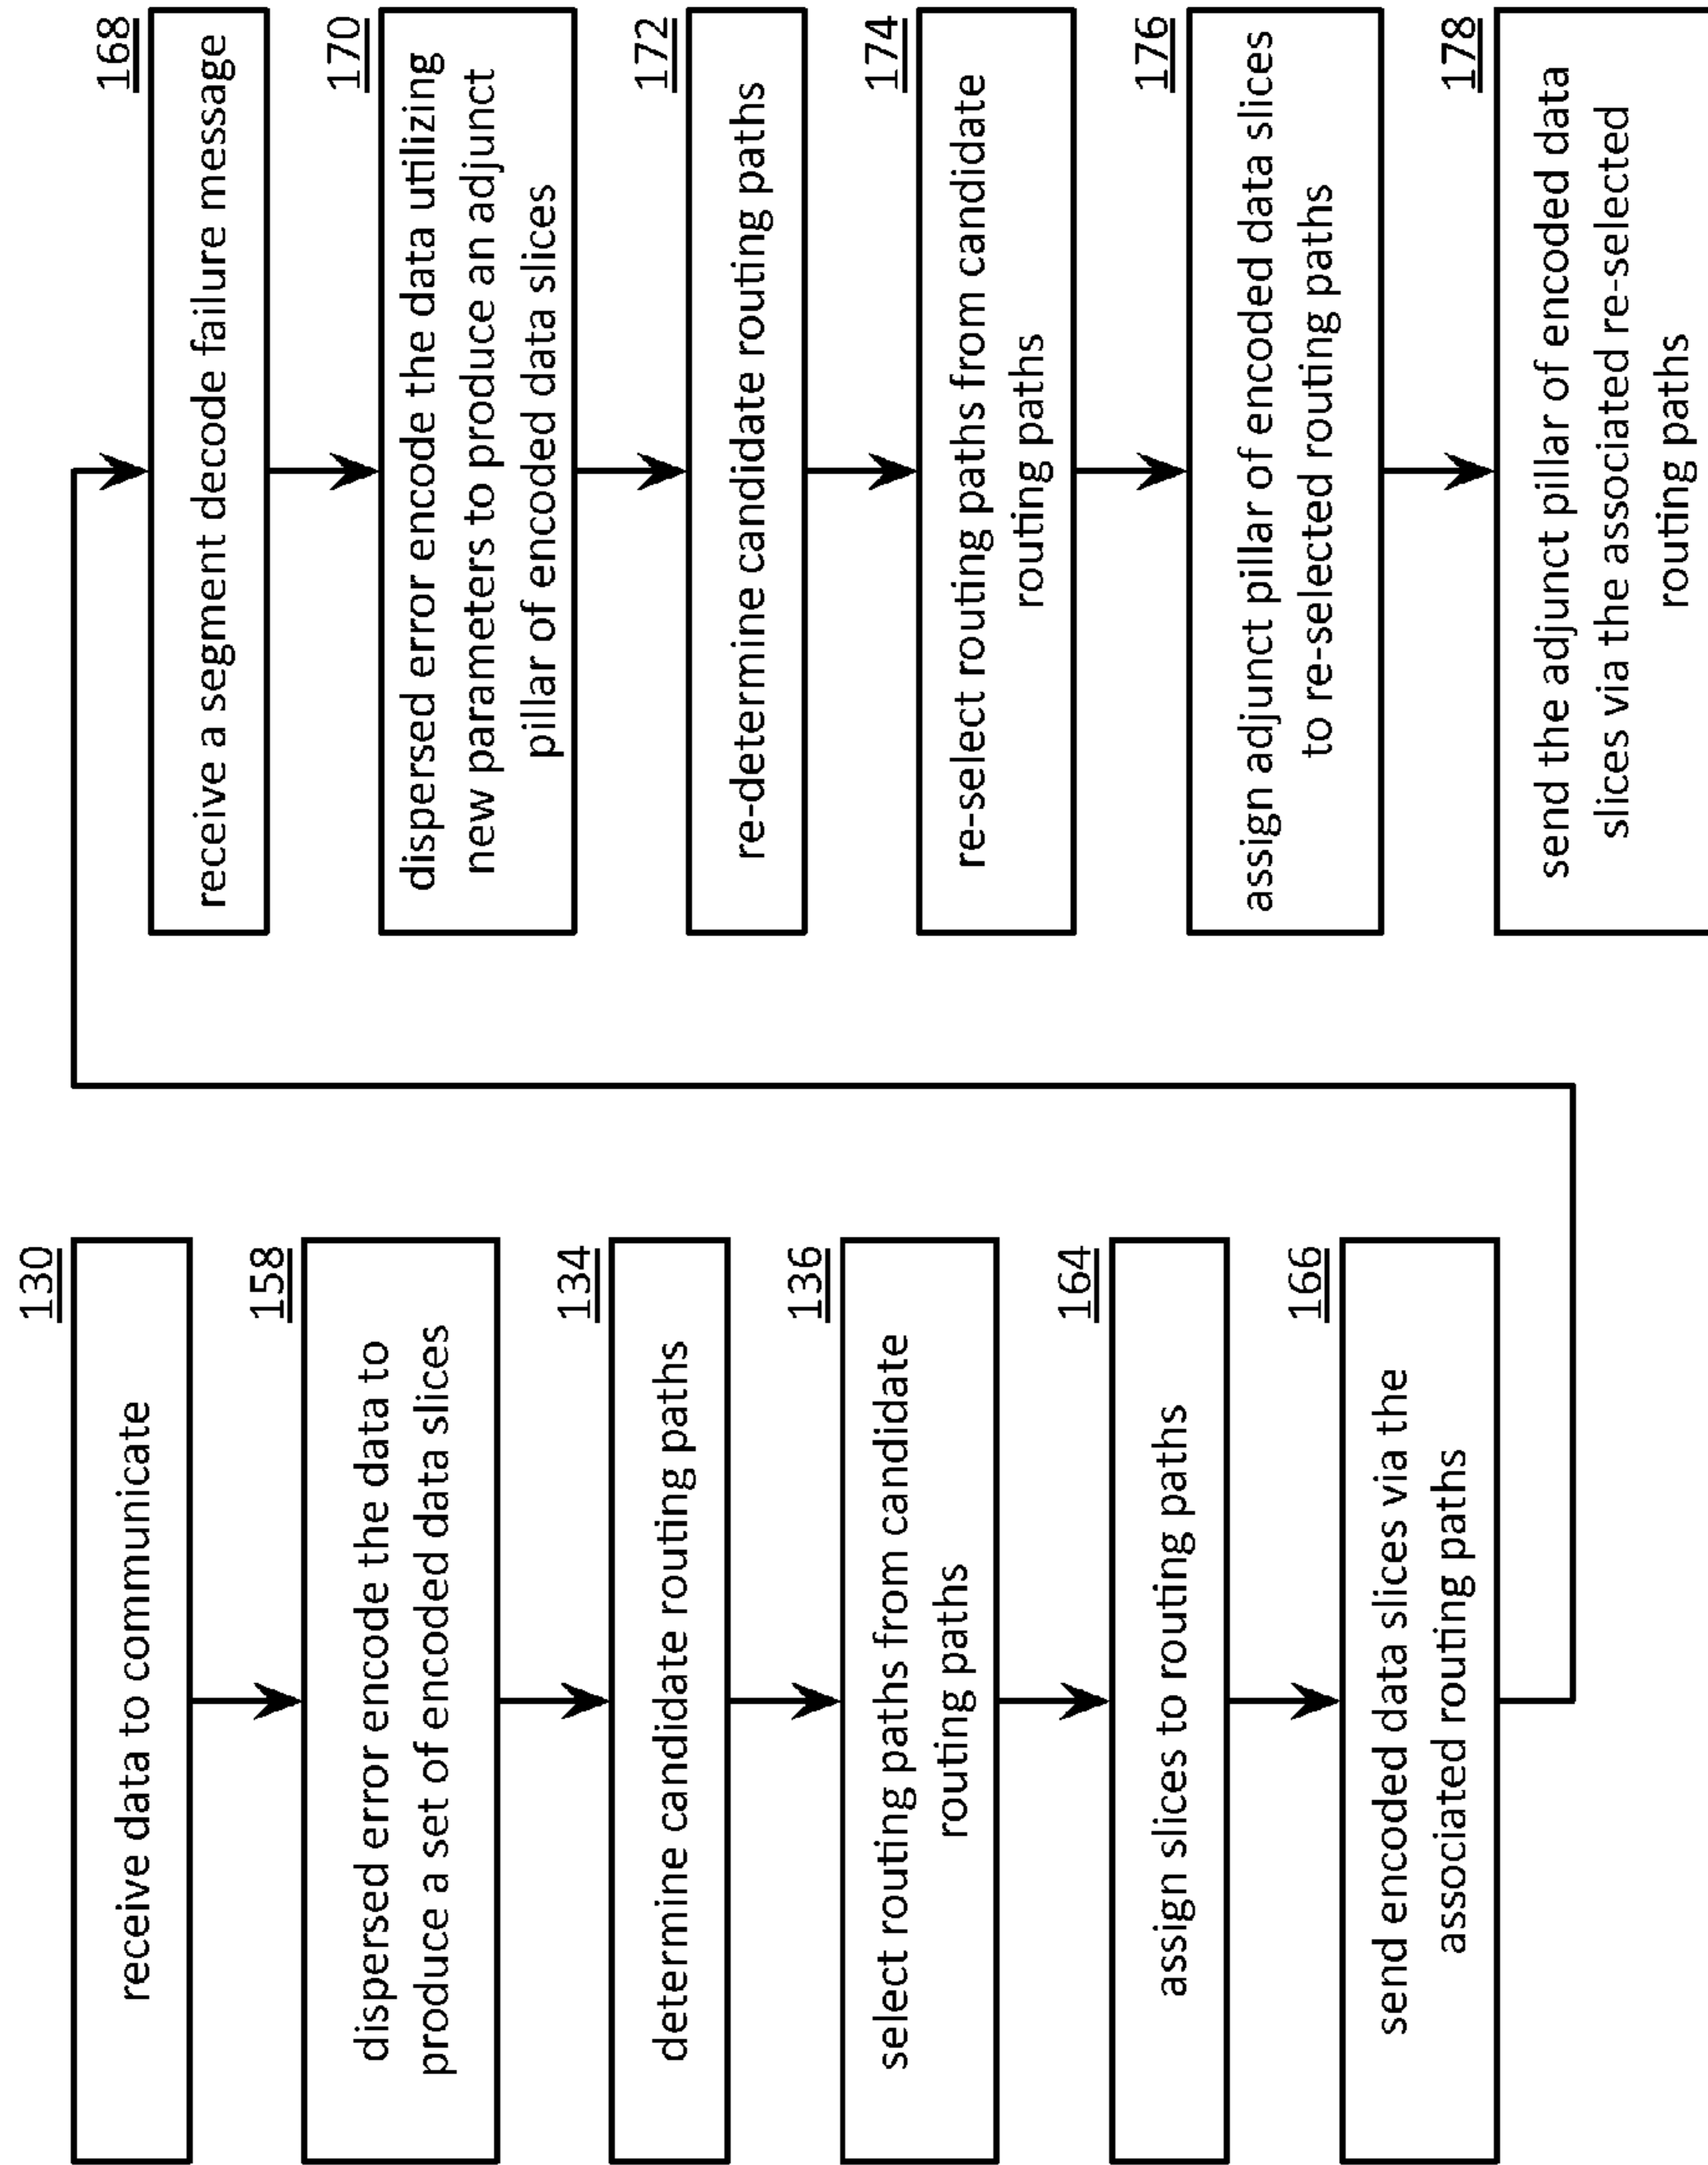 130
receive data to communicate
158
dispersed error encode the data to
produce a set of encoded data slices
134
determine candidate routing paths
136
select routing paths from candidate
routing paths
164
assign slices to routing paths
166
send encoded data slices via the
associated routing paths
168
receive a segment decode failure message
170
dispersed error encode the data utilizing
new parameters to produce an adjunct
pillar of encoded data slices
172
re-determine candidate routing paths
174
re-select routing paths from candidate
routing paths
176
assign adjunct pillar of encoded data slices
to re-selected routing paths
178
send the adjunct pillar of encoded data
slices via the associated re-selected
routing paths